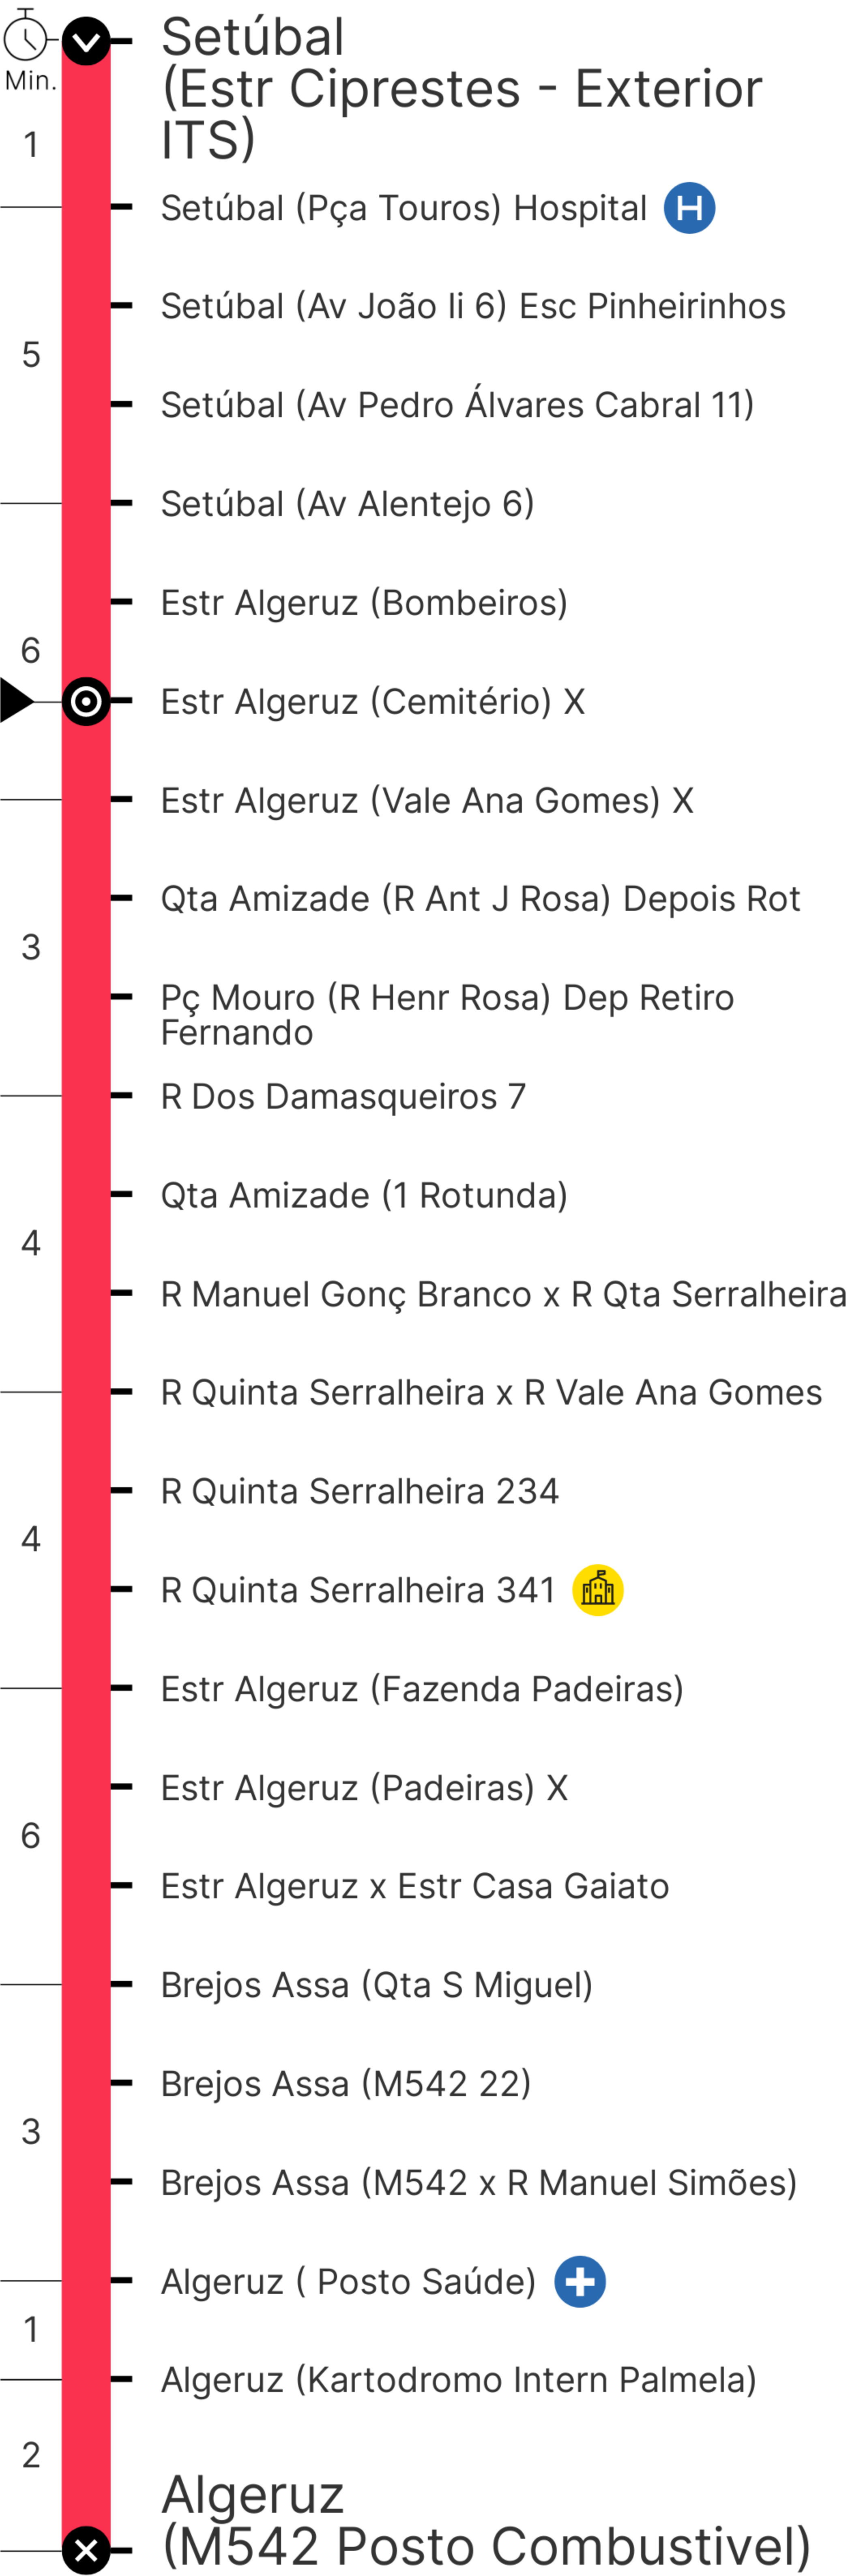 Min.
Setúbal
(Estr Ciprestes - Exterior
ITS)
1
Setúbal (Pça Touros) Hospital H
Setúbal (Av João Ii 6) Esc Pinheirinhos
5
Setúbal (Av Pedro Álvares Cabral 11)
Setúbal (Av Alentejo 6)
Estr Algeruz (Bombeiros)
6
Estr Algeruz (Cemitério) X
Estr Algeruz (Vale Ana Gomes) X
Qta Amizade (R Ant J Rosa) Depois Rot
3
Pç Mouro (R Henr Rosa) Dep Retiro
Fernando
R Dos Damasqueiros 7
Qta Amizade (1 Rotunda)
4
R Manuel Gonç Branco x R Qta Serralheira
R Quinta Serralheira x R Vale Ana Gomes
R Quinta Serralheira 234
4
R Quinta Serralheira 341
Estr Algeruz (Fazenda Padeiras)
Estr Algeruz (Padeiras) X
6
Estr Algeruz x Estr Casa Gaiato
Brejos Assa (Qta S Miguel)
Brejos Assa (M542 22)
3
Brejos Assa (M542 x R Manuel Simões)
Algeruz ( Posto Saúde)
1
Algeruz (Kartodromo Intern Palmela)
2
Algeruz
(M542 Posto Combustivel)